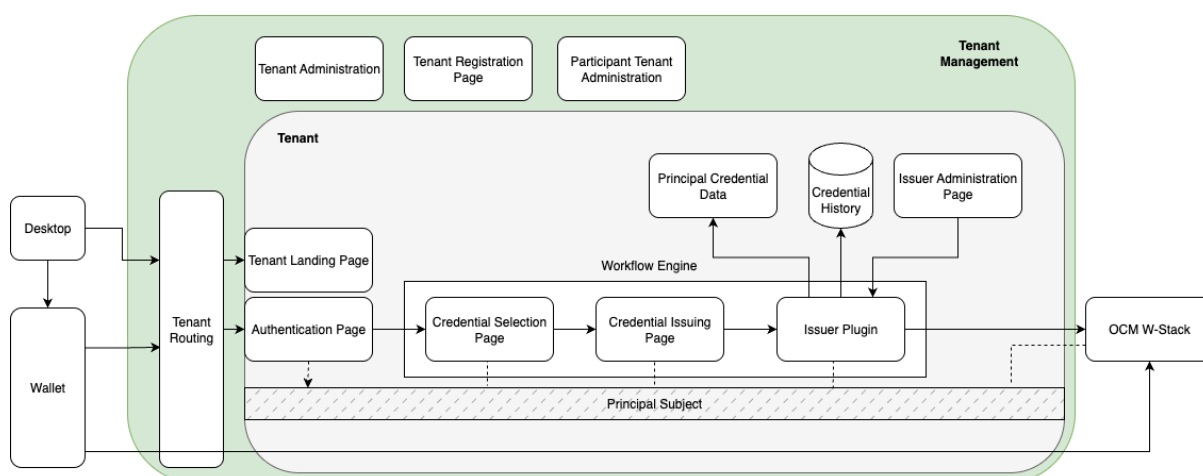 Tenant
Management
Tenant Administration
Tenant Registration
Page
Participant Tenant
Administration
Tenant
Principal Credential
Data
Credential
History
Issuer Administration
Page
Desktop
Tenant Landing Page
Workflow Engine
Tenant
Routing
Authentication Page
Credential Selection
Page
Credential Issuing
Page
Issuer Plugin
OCM W-Stack
Wallet
Principal Subject